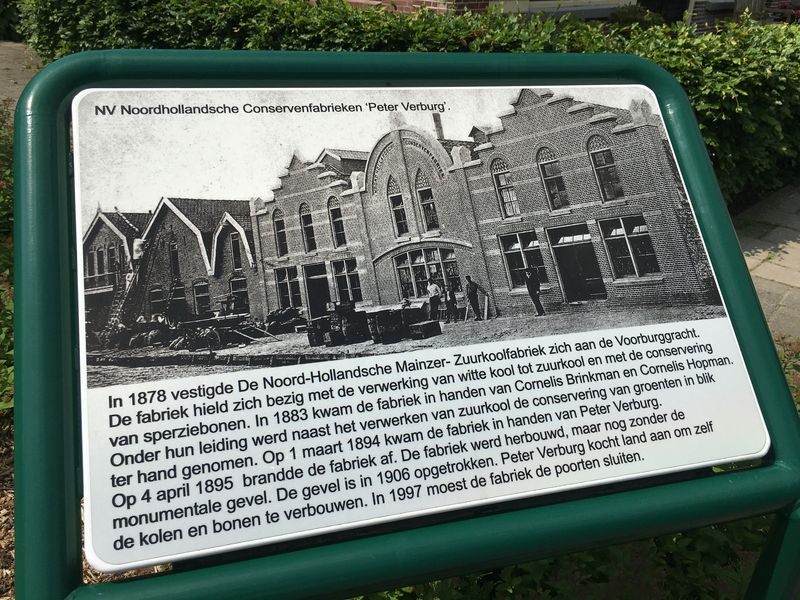 NV Noordhollandsche Conservenfabrieken 'Peter Verburg'.
In 1878 vestigde De Noord-Hollandsche Mainzer- Zuurkoolfabriek zich aan de Voorburggracht.
De fabriek hield zich bezig met de verwerking van witte kool tot zuurkool en met de conservering
van sperziebonen. In 1883 kwam de fabriek in handen van Cornelis Brinkman en Cornelis Hopman.
Onder hun leiding werd naast het verwerken van zuurkool de conservering van groenten in blik
ter hand genomen. Op 1 maart 1894 kwam de fabriek in handen van Peter Verburg.
Op 4 april 1895 brandde de fabriek af. De fabriek werd herbouwd, maar nog zonder de
monumentale gevel. De gevel is in 1906 opgetrokken. Peter Verburg kocht land aan om zelf
de kolen en bonen te verbouwen. In 1997 moest de fabriek de poorten sluiten.